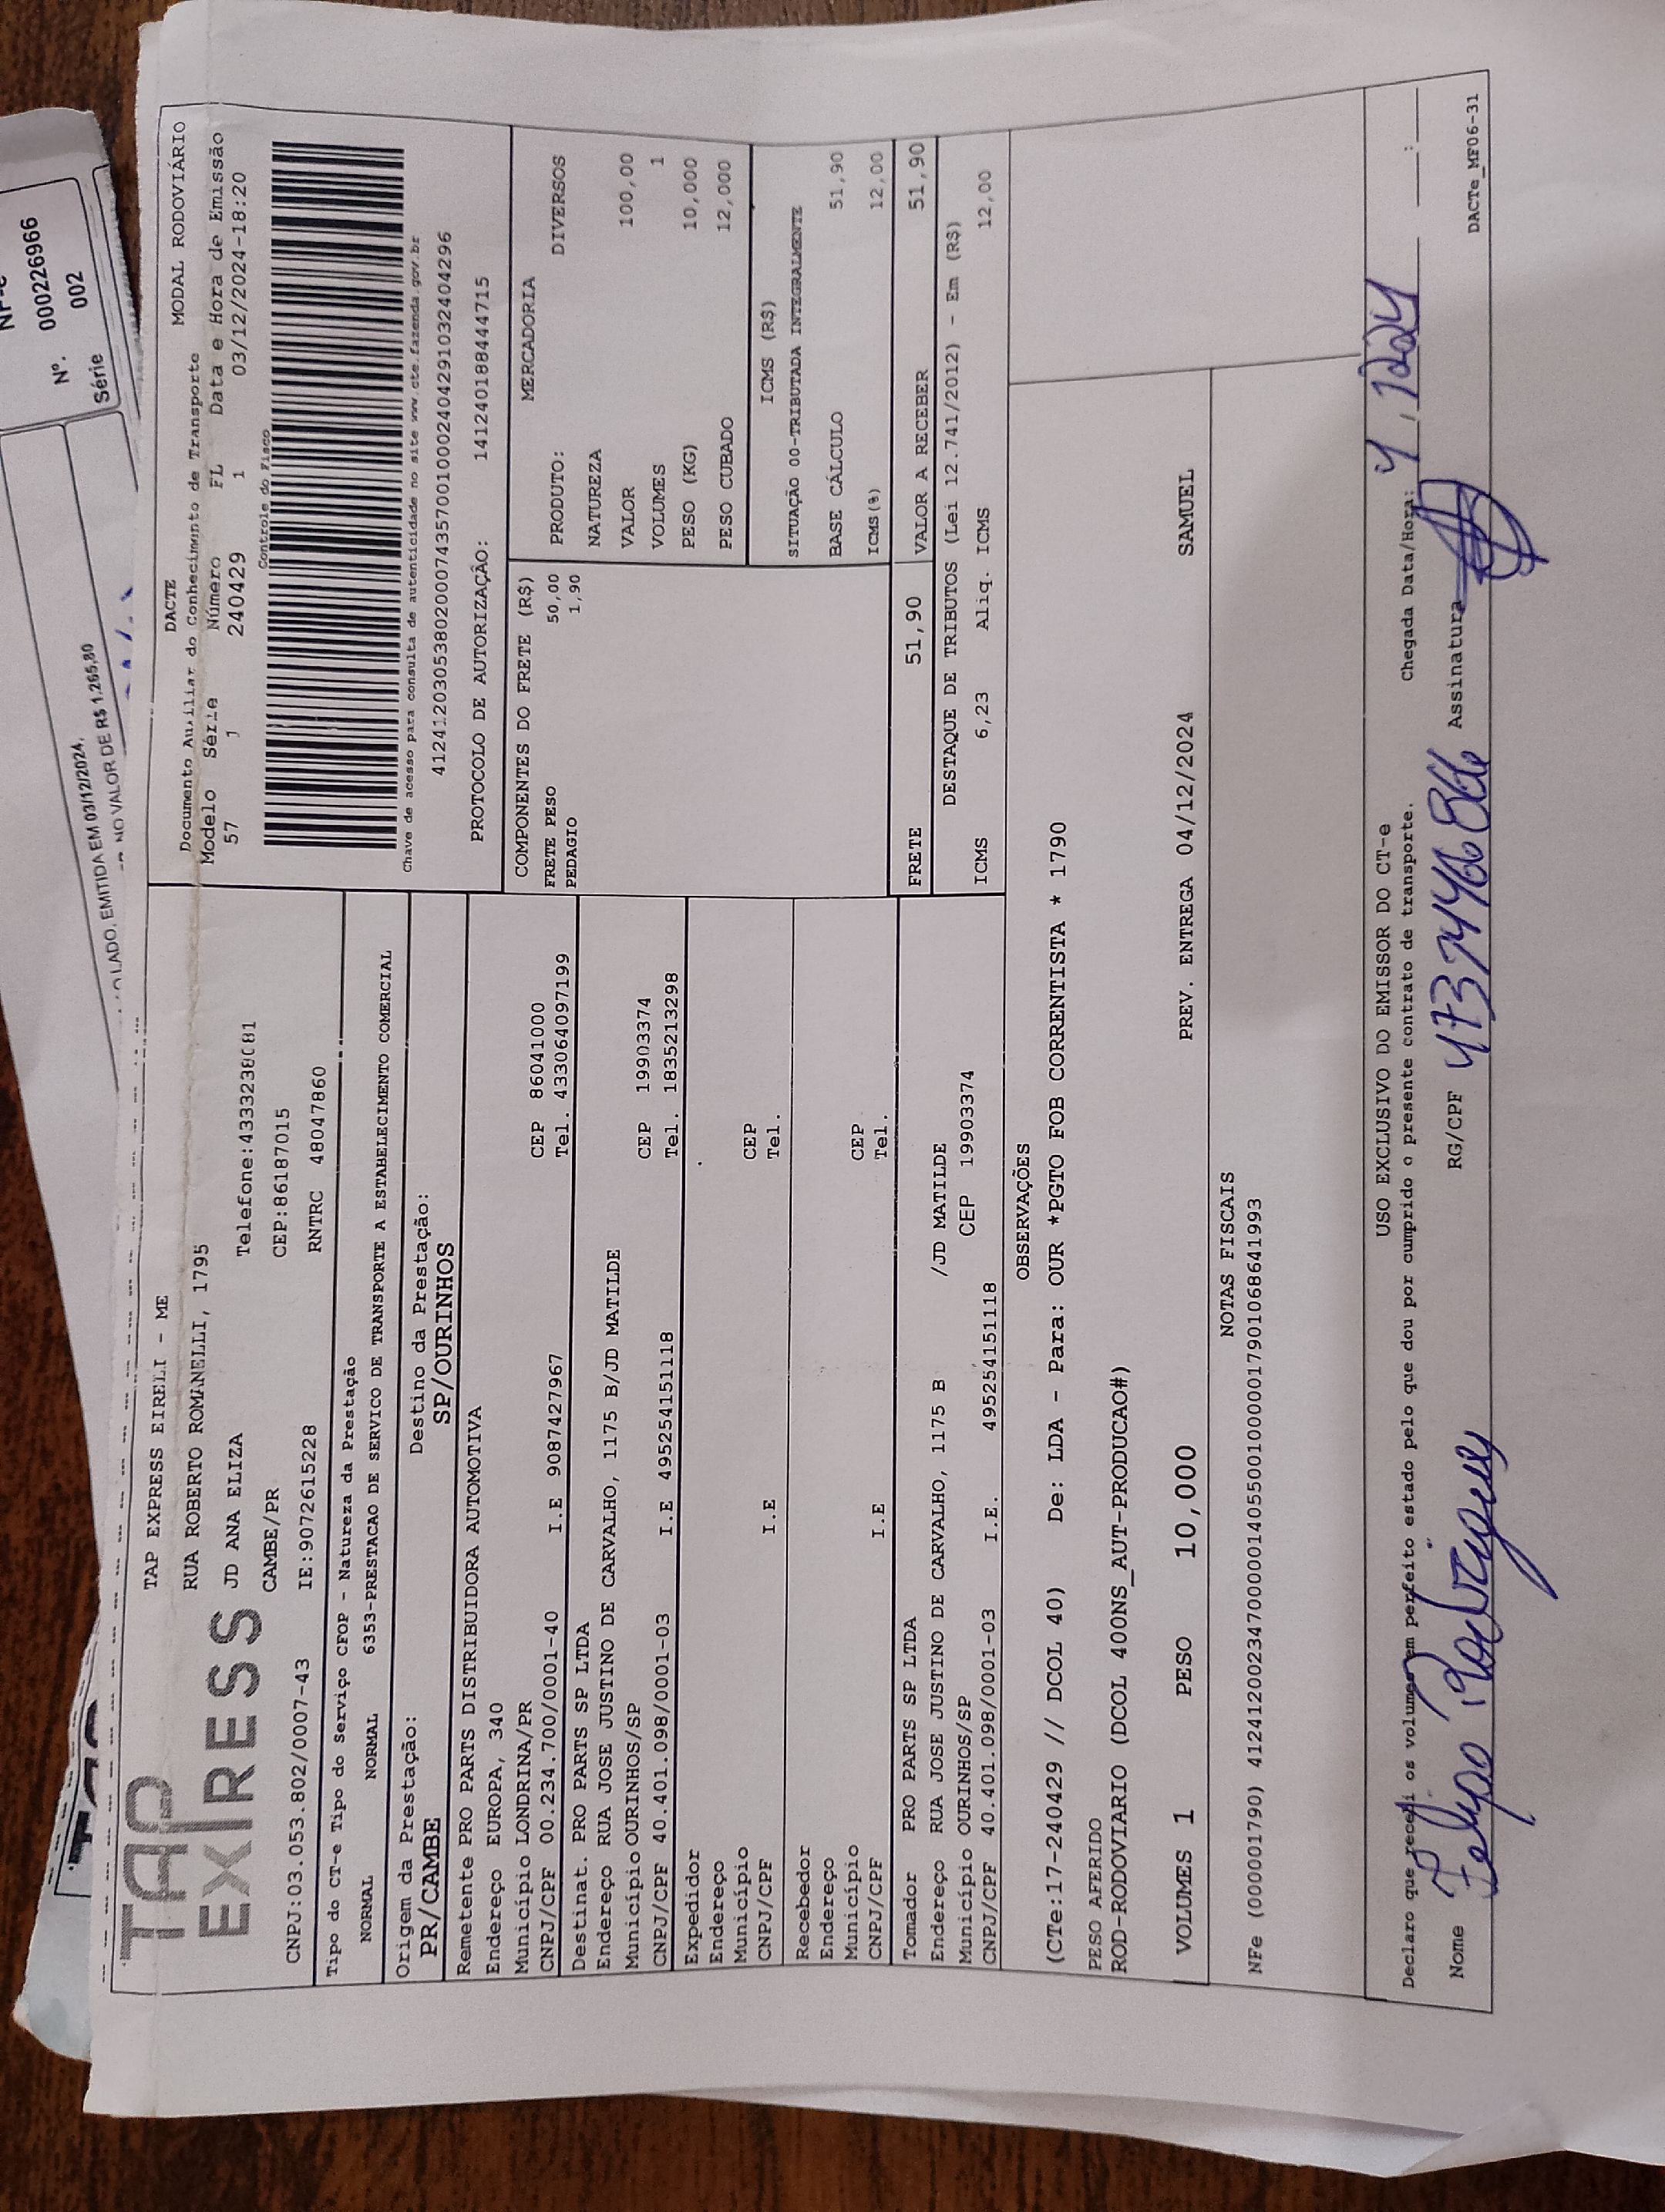 NF-e
Nº. 000226966
Série 002
O LADO, EMITIDA EM 03/12/2024,
NO VALOR DE R$ 1.265,80
TAP
EXPRESS
TAP EXPRESS EIRELI - ME
RUA ROBERTO ROMANELLI, 1795
JD ANA ELIZA Telefone:4333238081
CAMBE/PR CEP:86187015
CNPJ:03.053.802/0007-43 IE:9072615228 RNTRC 48047860
DACTE MODAL RODOVIÁRIO
Documento Auxiliar do Conhecimento de Transporte
Modelo Série Número FL Data e Hora de Emissão
57 1 240429 1 03/12/2024-18:20
Controle do Fisco
Chave de acesso para consulta de autenticidade no site www.cte.fazenda.gov.br
41241203053802000743570010002404291032404296
PROTOCOLO DE AUTORIZAÇÃO: 141240188444715
Tipo do CT-e Tipo do Serviço CFOP - Natureza da Prestação
NORMAL NORMAL 6353-PRESTACAO DE SERVICO DE TRANSPORTE A ESTABELECIMENTO COMERCIAL
Origem da Prestação: Destino da Prestação:
PR/CAMBE SP/OURINHOS
Remetente PRO PARTS DISTRIBUIDORA AUTOMOTIVA
Endereço EUROPA, 340
Município LONDRINA/PR CEP 86041000
CNPJ/CPF 00.234.700/0001-40 I.E 9087427967 Tel. 433064097199
Destinat. PRO PARTS SP LTDA
Endereço RUA JOSE JUSTINO DE CARVALHO, 1175 B/JD MATILDE
Município OURINHOS/SP CEP 19903374
CNPJ/CPF 40.401.098/0001-03 I.E 495254151118 Tel. 1835213298
Expedidor
Endereço
Município CEP
CNPJ/CPF I.E Tel.
Recebedor
Endereço
Município CEP
CNPJ/CPF I.E Tel.
Tomador PRO PARTS SP LTDA
Endereço RUA JOSE JUSTINO DE CARVALHO, 1175 B /JD MATILDE
Município OURINHOS/SP CEP 19903374
CNPJ/CPF 40.401.098/0001-03 I.E. 495254151118
COMPONENTES DO FRETE (R$)
FRETE PESO 50,00
PEDAGIO 1,90
MERCADORIA
PRODUTO: DIVERSOS
NATUREZA
VALOR 100,00
VOLUMES 1
PESO (KG) 10,000
PESO CUBADO 12,000
ICMS (R$)
SITUAÇÃO 00-TRIBUTADA INTEGRALMENTE
BASE CÁLCULO 51,90
ICMS(%) 12,00
FRETE 51,90 VALOR A RECEBER 51,90
DESTAQUE DE TRIBUTOS (Lei 12.741/2012) - Em (R$)
ICMS 6,23 Aliq. ICMS 12,00
OBSERVAÇÕES
(CTe:17-240429 // DCOL 40) De: LDA - Para: OUR *PGTO FOB CORRENTISTA * 1790
PESO AFERIDO
ROD-RODOVIARIO (DCOL 400NS_AUT-PRODUCAO#)
VOLUMES 1 PESO 10,000 PREV. ENTREGA 04/12/2024 SAMUEL
NOTAS FISCAIS
NFe (000001790) 41241200234700000140550010000017901068641993
USO EXCLUSIVO DO EMISSOR DO CT-e
Declaro que recebi os volumes em perfeito estado pelo que dou por cumprido o presente contrato de transporte. Chegada Data/Hora: 4 / 12/24 :
Nome Felype Rodrigues RG/CPF Assinatura
DACTe_MF06-31